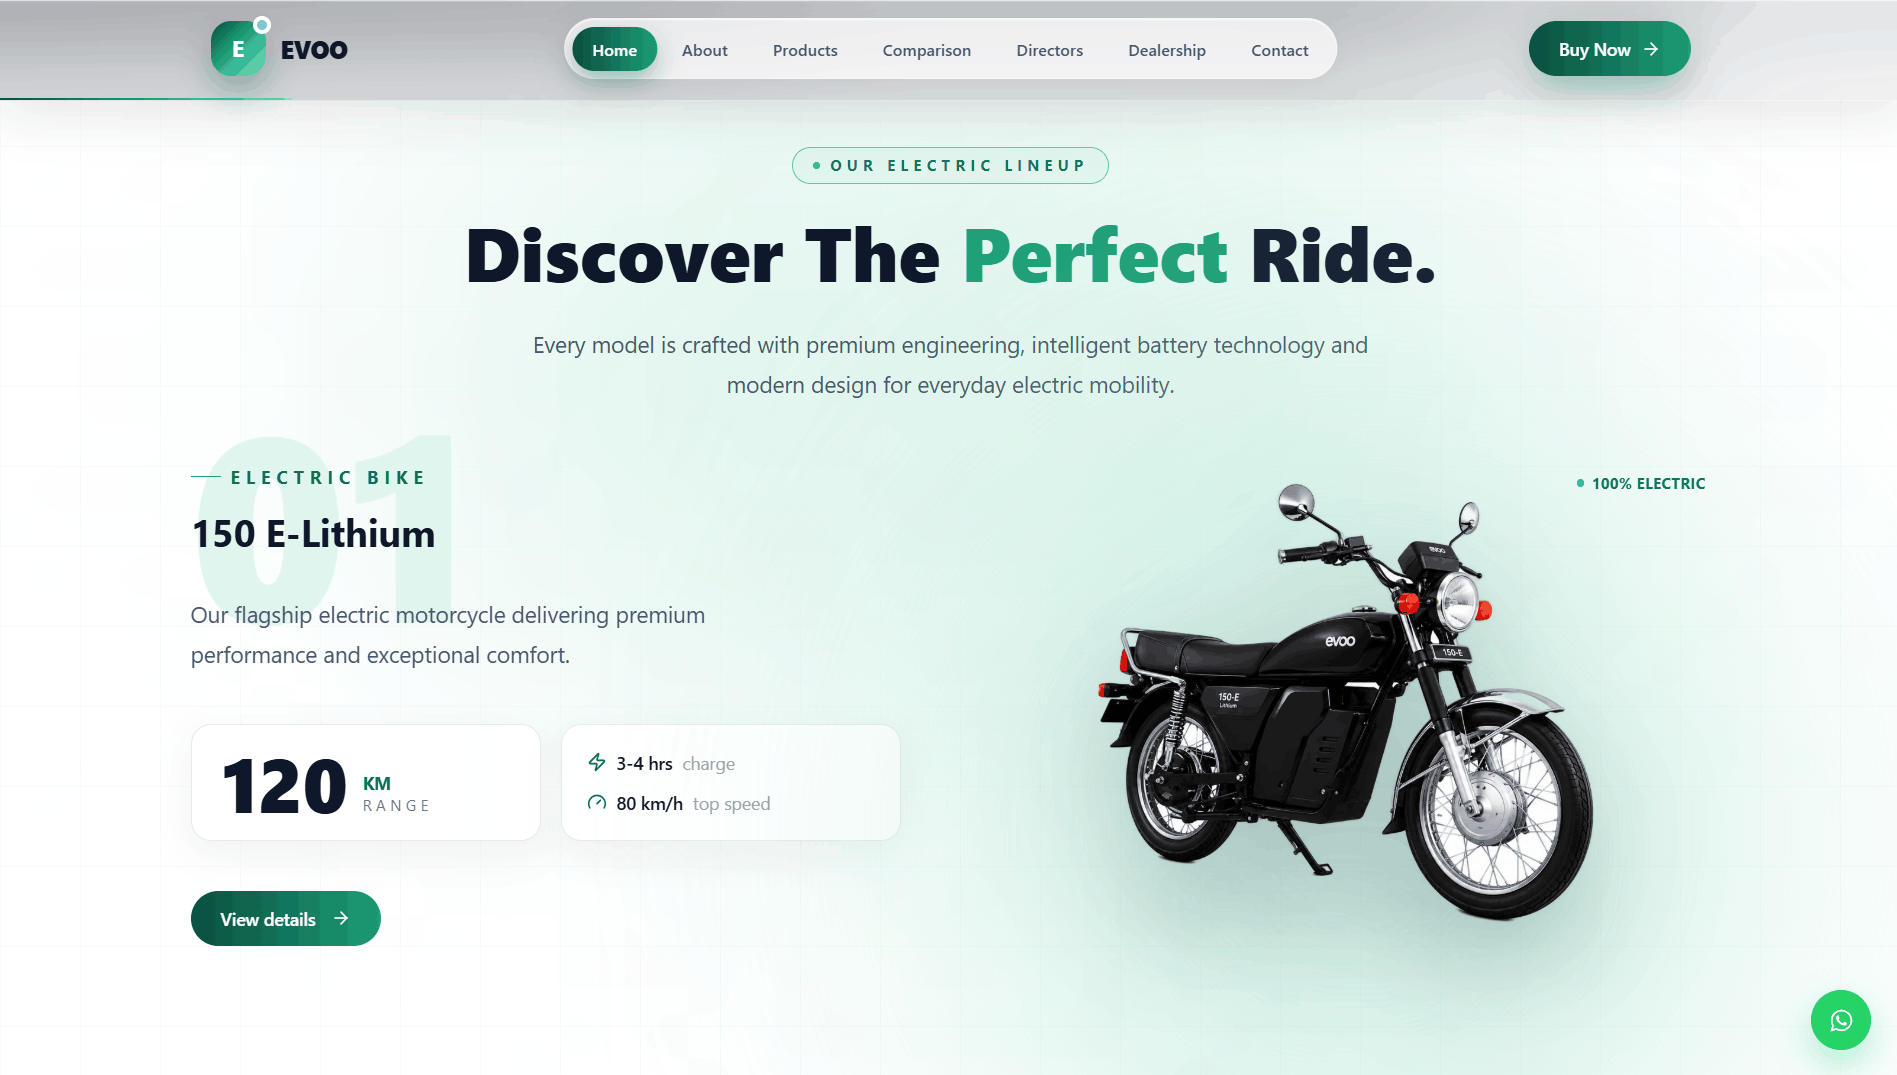 E
EVOO
Home
About
Products
Comparison
Directors
Dealership
Contact
Buy Now
OUR ELECTRIC LINEUP
Discover The Perfect Ride.
Every model is crafted with premium engineering, intelligent battery technology and
modern design for everyday electric mobility.
01
ELECTRIC BIKE
150 E-Lithium
Our flagship electric motorcycle delivering premium
performance and exceptional comfort.
120
KM
RANGE
3-4 hrs charge
80 km/h top speed
View details
100% ELECTRIC
evoo
evoo
150-E
150-E
Lithium